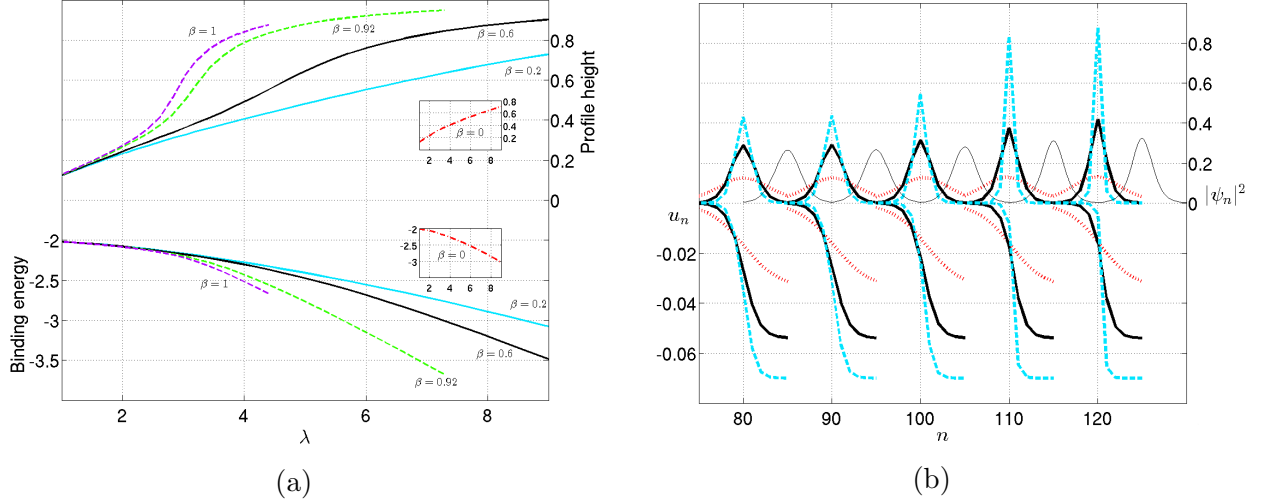 β = 1
β = 0.92
β = 0.6
β = 0.2
0.8
0.6
0.4
0.2
0
Profile height
0.8
0.6
0.4
0.2
β = 0
2 4 6 8
-2
-2.5
-3
-3.5
Binding energy
-2
-2.5
-3
β = 0
2 4 6 8
β = 1
β = 0.2
β = 0.6
β = 0.92
2 4 6 8
λ
(a)
0.8
0.6
0.4
0.2
0
|ψn|²
un
-0.02
-0.04
-0.06
80 90 100 110 120
n
(b)